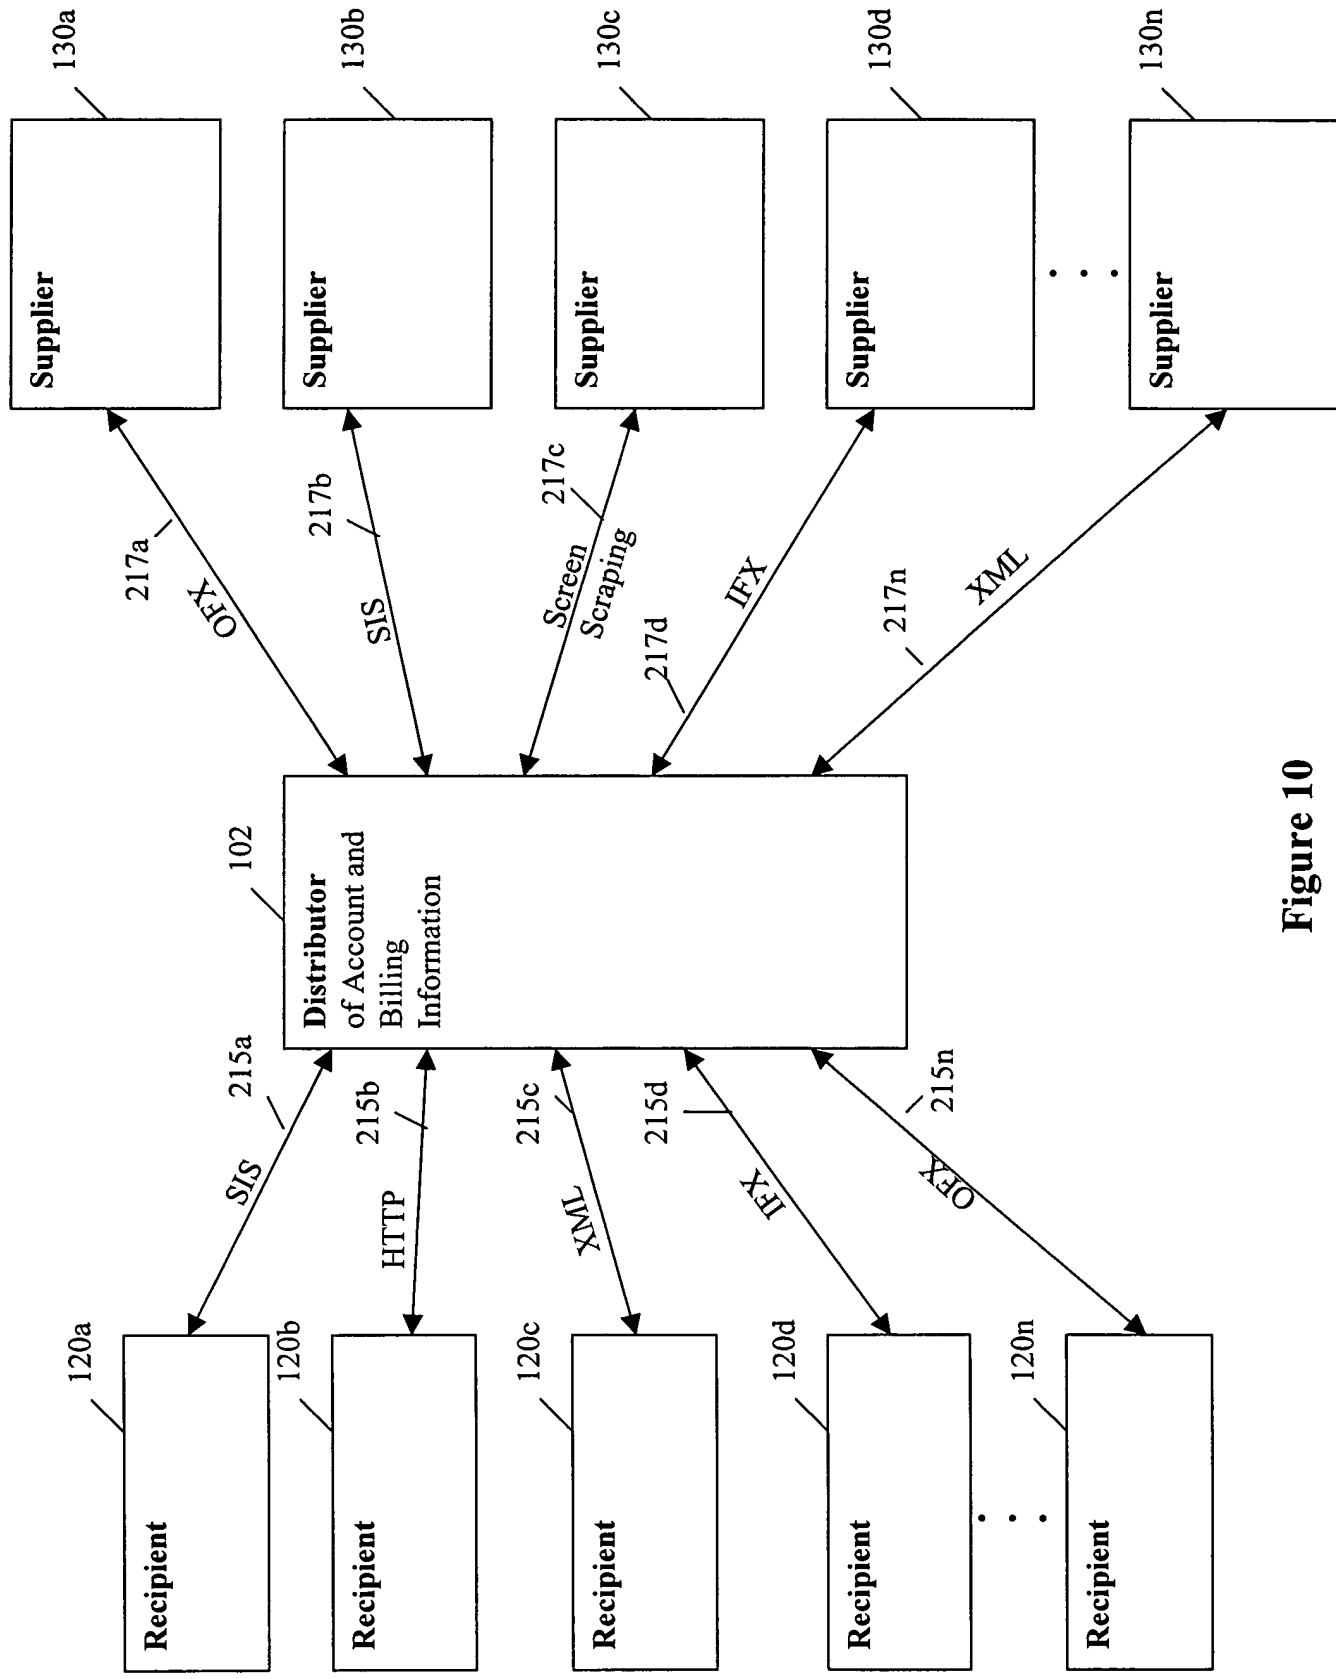 120a
Recipient
SIS
215a
120b
Recipient
HTTP
215b
120c
Recipient
XML
215c
120d
Recipient
IFX
215d
. . .
120n
Recipient
OFX
215n
102
Distributor
of Account and
Billing
Information
217a
OFX
130a
Supplier
217b
SIS
130b
Supplier
217c
Screen
Scraping
130c
Supplier
217d
IFX
130d
Supplier
. . .
217n
XML
130n
Supplier
Figure 10